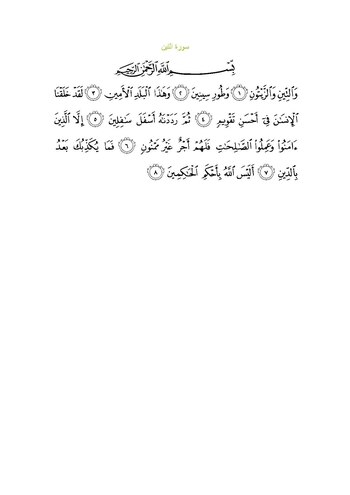 سورة التين
بِسْمِ ٱللَّهِ ٱلرَّحْمَٰنِ ٱلرَّحِيمِ
وَٱلتِّينِ وَٱلزَّيْتُونِ ١ وَطُورِ سِينِينَ ٢ وَهَٰذَا ٱلْبَلَدِ ٱلْأَمِينِ ٣ لَقَدْ خَلَقْنَا
ٱلْإِنسَٰنَ فِىٓ أَحْسَنِ تَقْوِيمٍ ٤ ثُمَّ رَدَدْنَٰهُ أَسْفَلَ سَٰفِلِينَ ٥ إِلَّا ٱلَّذِينَ
ءَامَنُوا۟ وَعَمِلُوا۟ ٱلصَّٰلِحَٰتِ فَلَهُمْ أَجْرٌ غَيْرُ مَمْنُونٍ ٦ فَمَا يُكَذِّبُكَ بَعْدُ
بِٱلدِّينِ ٧ أَلَيْسَ ٱللَّهُ بِأَحْكَمِ ٱلْحَٰكِمِينَ ٨